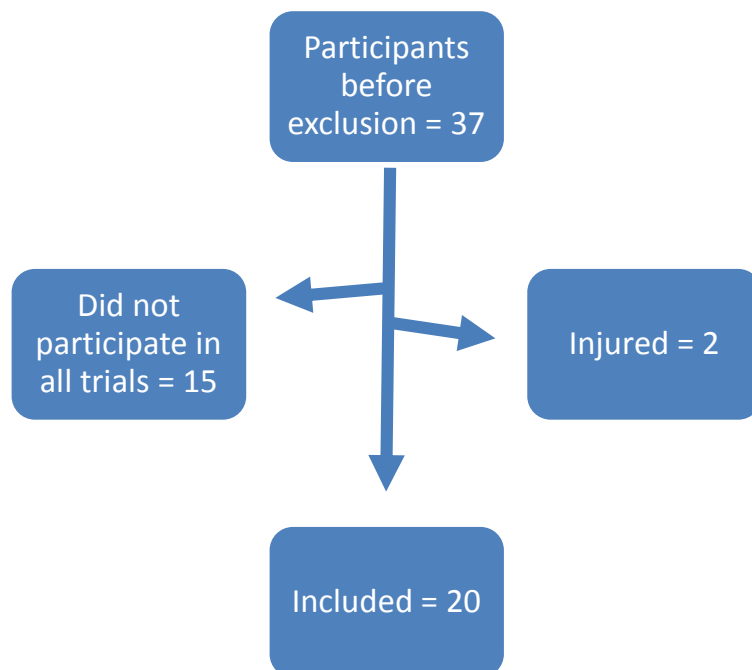 Participants
before
exclusion = 37
Did not
participate in
all trials = 15
Injured = 2
Included = 20